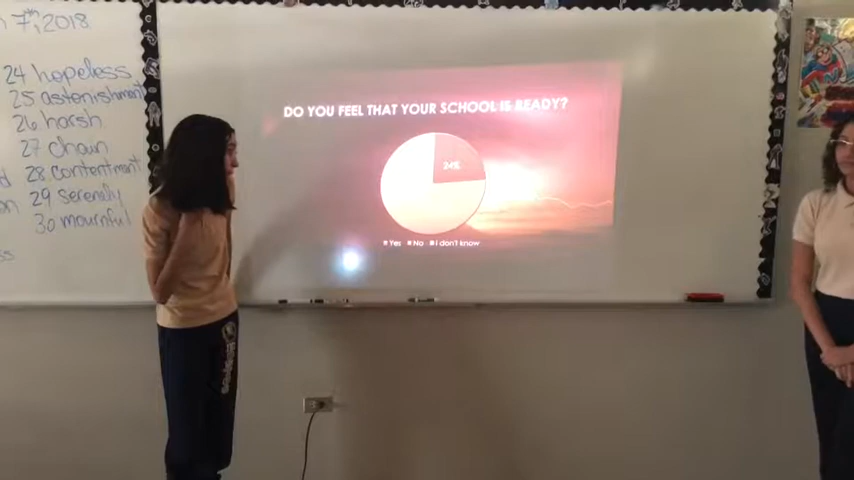 7th, 2018
24 hopeless
25 astonishment
26 harsh
27 chain
28 contentment
29 serenely
30 mournful
DO YOU FEEL THAT YOUR SCHOOL IS READY?
24%
Yes No I don't know